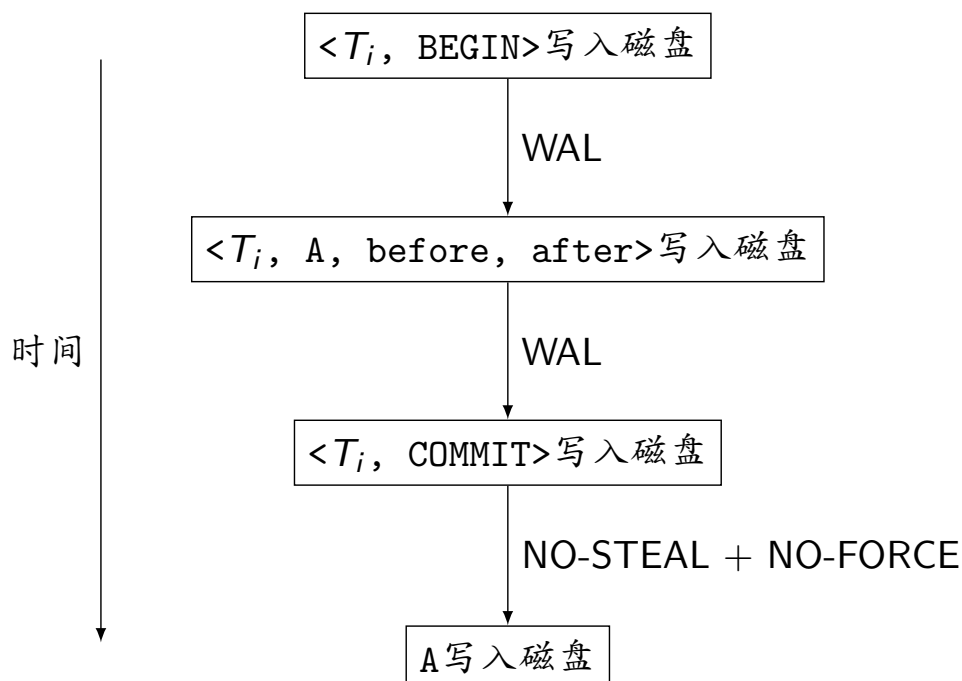 <Ti, BEGIN>写入磁盘
WAL
<Ti, A, before, after>写入磁盘
时间
WAL
<Ti, COMMIT>写入磁盘
NO-STEAL + NO-FORCE
A写入磁盘